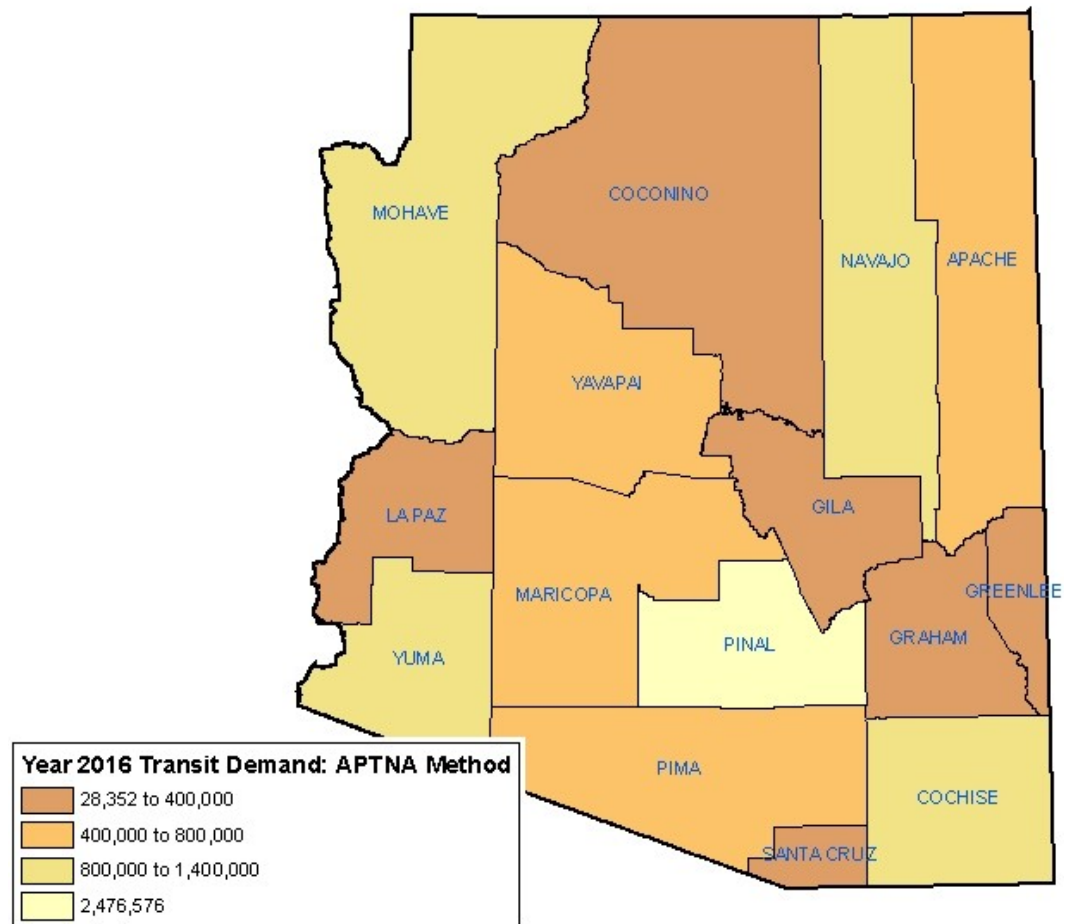 COCONINO
MOHAVE
NAVAJO
APACHE
YAVAPAI
LA PAZ
GILA
MARICOPA
GREENLEE
GRAHAM
PINAL
YUMA
PIMA
COCHISE
SANTA CRUZ
Year 2016 Transit Demand: APTNA Method
28,352 to 400,000
400,000 to 800,000
800,000 to 1,400,000
2,476,576